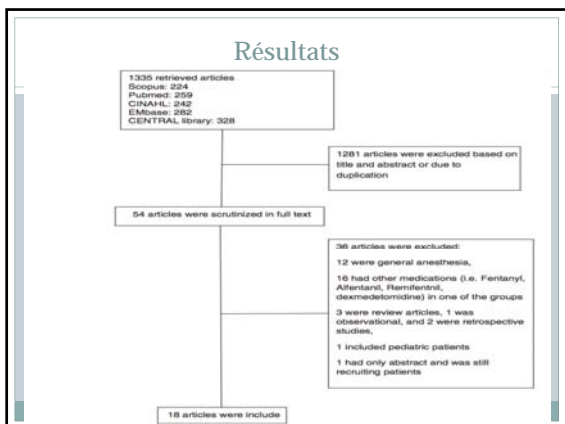 Résultats
1335 retrieved articles
Scopus: 224
Pubmed: 259
CINAHL: 242
EMbase: 282
CENTRAL library: 328
1281 articles were excluded based on
title and abstract or due to
duplication
54 articles were scrutinized in full text
36 articles were excluded:
12 were general anesthesia,
16 had other medications (i.e. Fentanyl,
Alfentanil, Remifentnil,
dexmedetomidine) in one of the groups
3 were review articles, 1 was
observational, and 2 were retrospective
studies,
1 included pediatric patients
1 had only abstract and was still
recruiting patients
18 articles were include